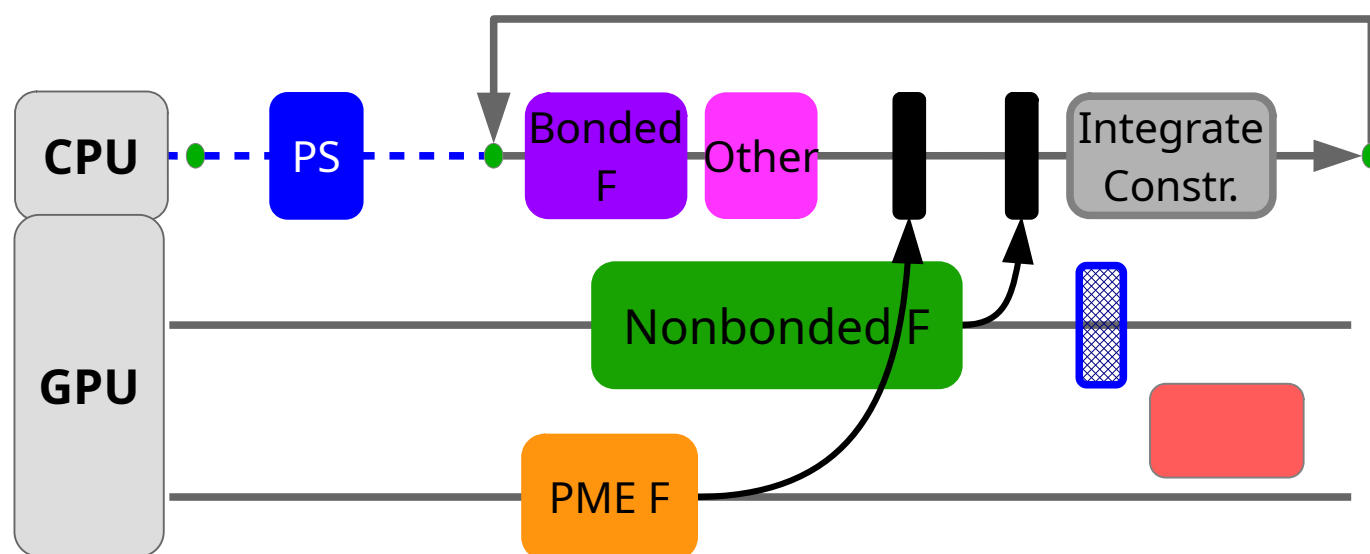 CPU
PS
Bonded
F
Other
Integrate
Constr.
GPU
Nonbonded F
PME F